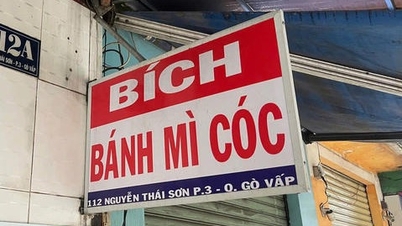 12A
BÍCH
BÁNH MÌ CÓC
112 NGUYỄN THÁI SƠN P.3 - Q. GÒ VẤP